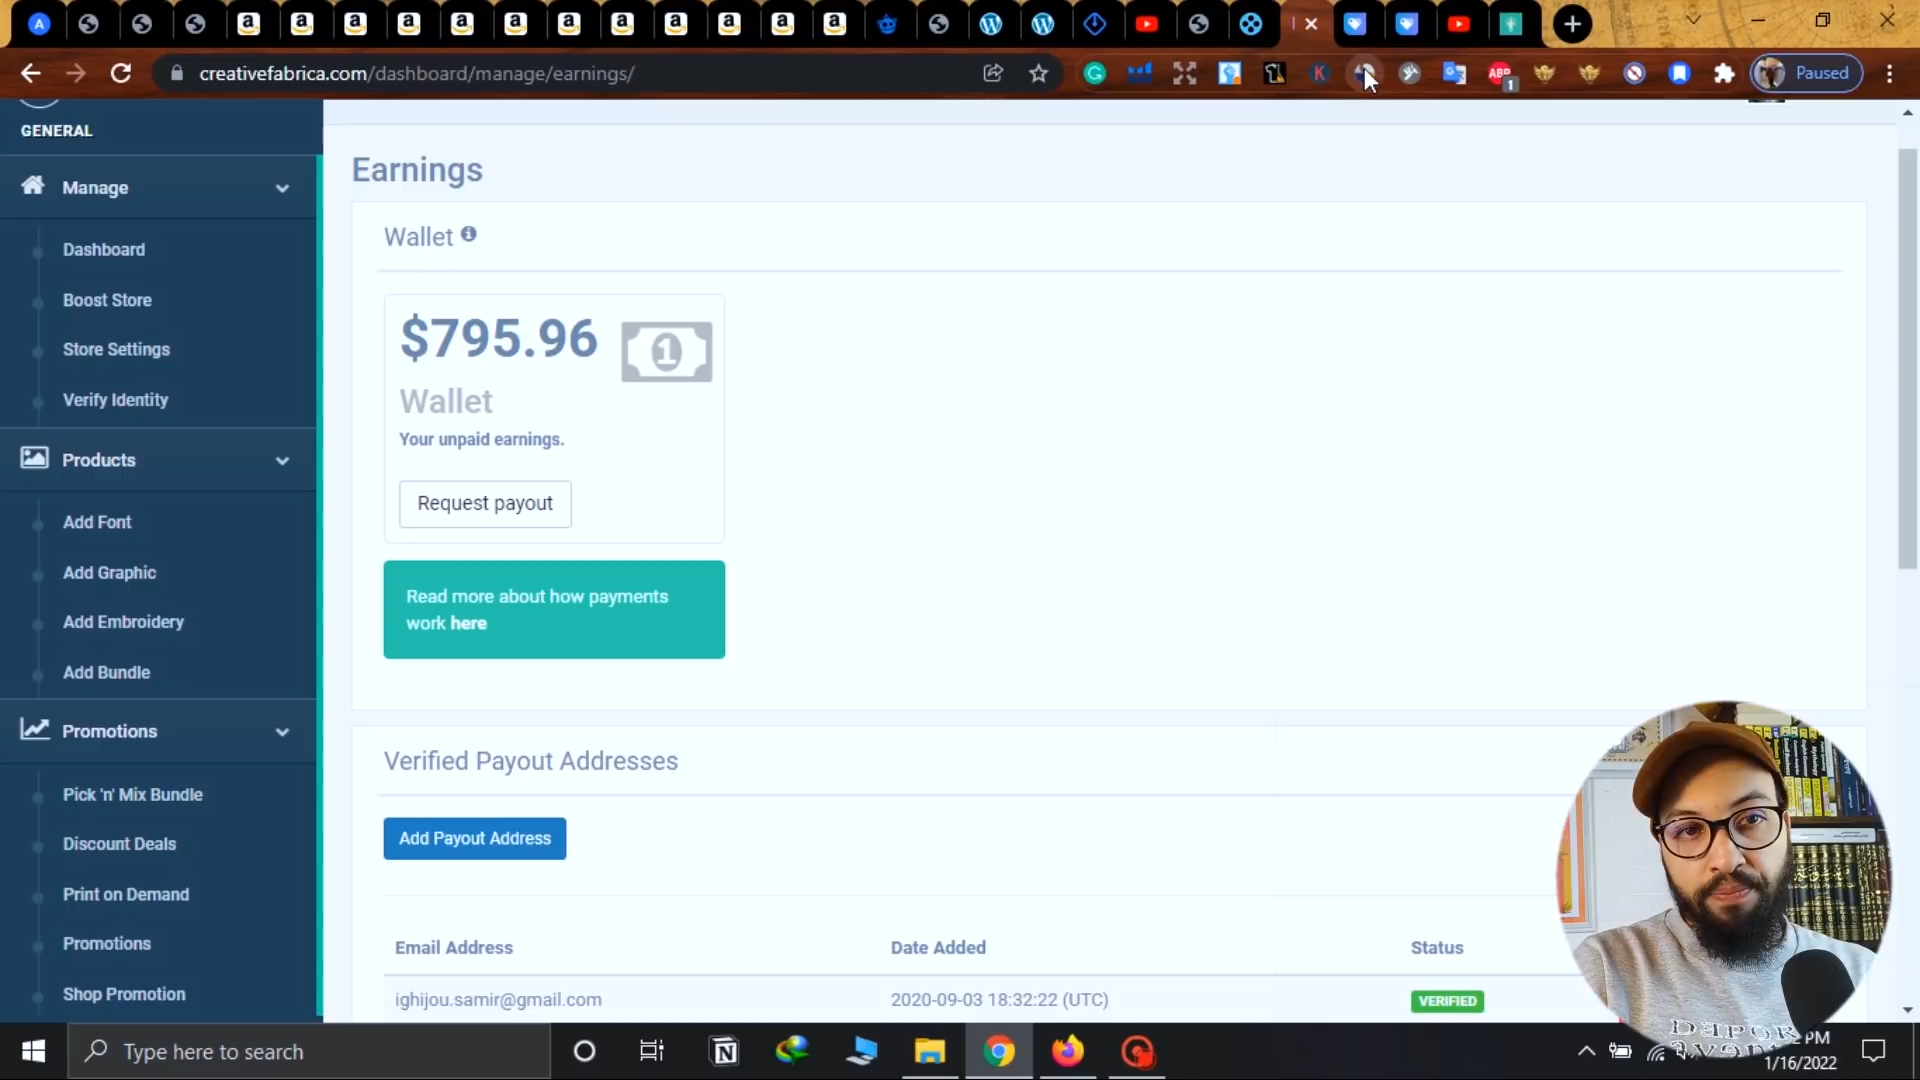 creativefabrica.com/dashboard/manage/earnings/
Paused
GENERAL
Manage
Dashboard
Boost Store
Store Settings
Verify Identity
Products
Add Font
Add Graphic
Add Embroidery
Add Bundle
Promotions
Pick 'n' Mix Bundle
Discount Deals
Print on Demand
Promotions
Shop Promotion
Earnings
Wallet
$795.96
Wallet
Your unpaid earnings.
Request payout
Read more about how payments
work here
Verified Payout Addresses
Add Payout Address
Email Address Date Added Status
ighijou.samir@gmail.com 2020-09-03 18:32:22 (UTC) VERIFIED
Type here to search
PM
1/16/2022